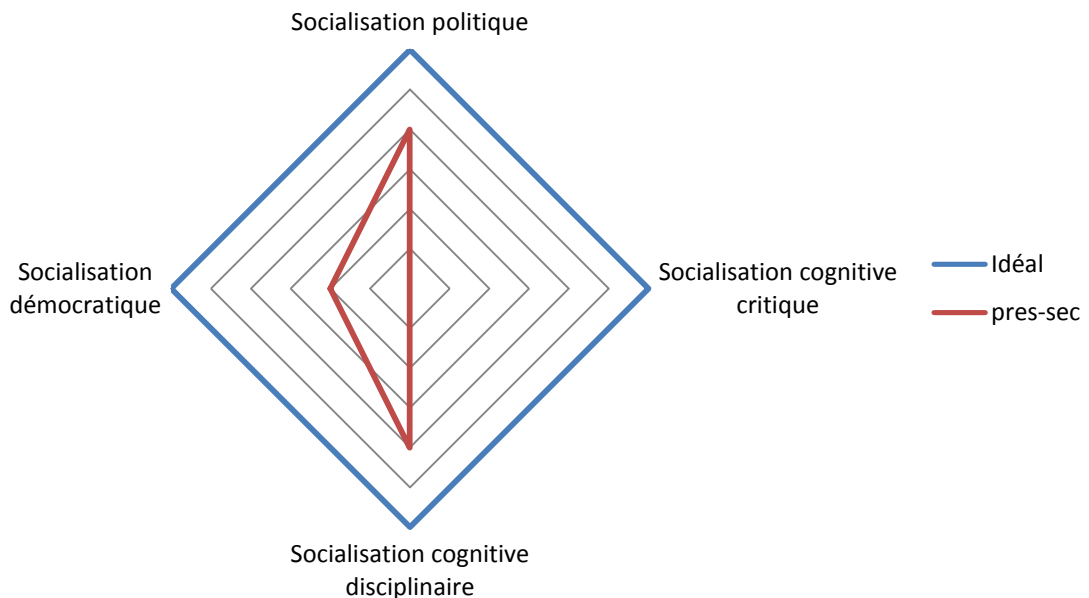 Socialisation politique
Socialisation
démocratique
Socialisation cognitive
critique
Idéal
pres-sec
Socialisation cognitive
disciplinaire